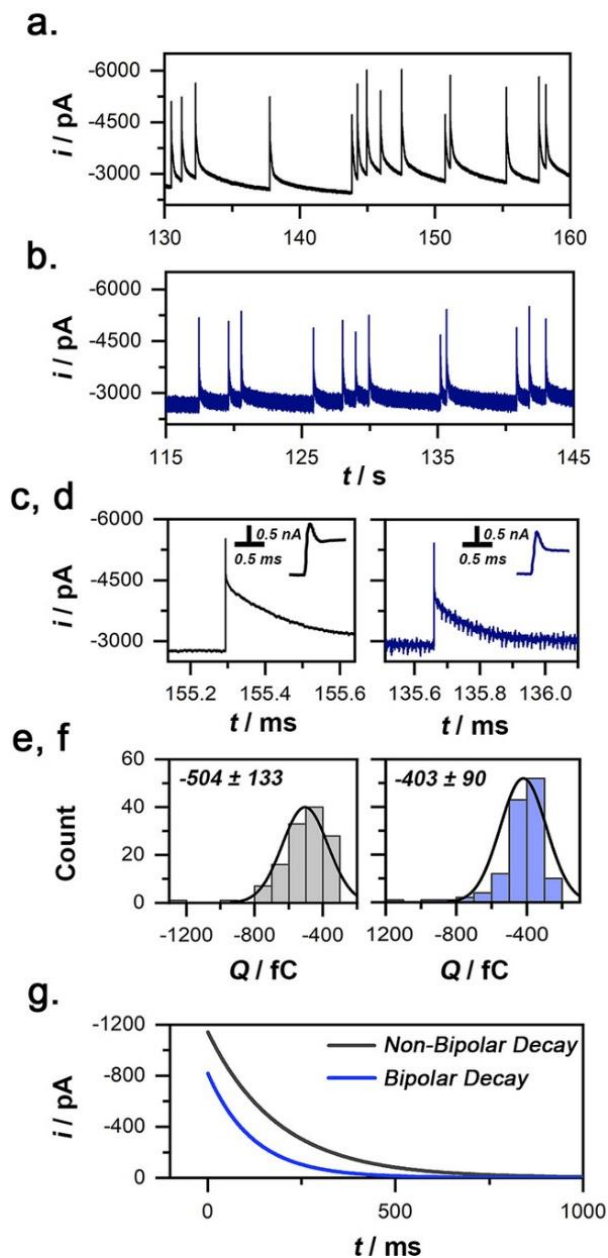 a.
-6000
-4500
-3000
i / pA
130 140 150 160
b.
-6000
-4500
-3000
i / pA
115 125 135 145
t / s
c, d
-6000
-4500
-3000
i / pA
0.5 nA
0.5 ms
0.5 nA
0.5 ms
155.2 155.4 155.6
135.6 135.8 136.0
t / ms
t / ms
e, f
60
40
20
0
Count
-504 ± 133
-403 ± 90
-1200 -800 -400
-1200 -800 -400
Q / fC
Q / fC
g.
-1200
-800
-400
0
i / pA
Non-Bipolar Decay
Bipolar Decay
0 500 1000
t / ms